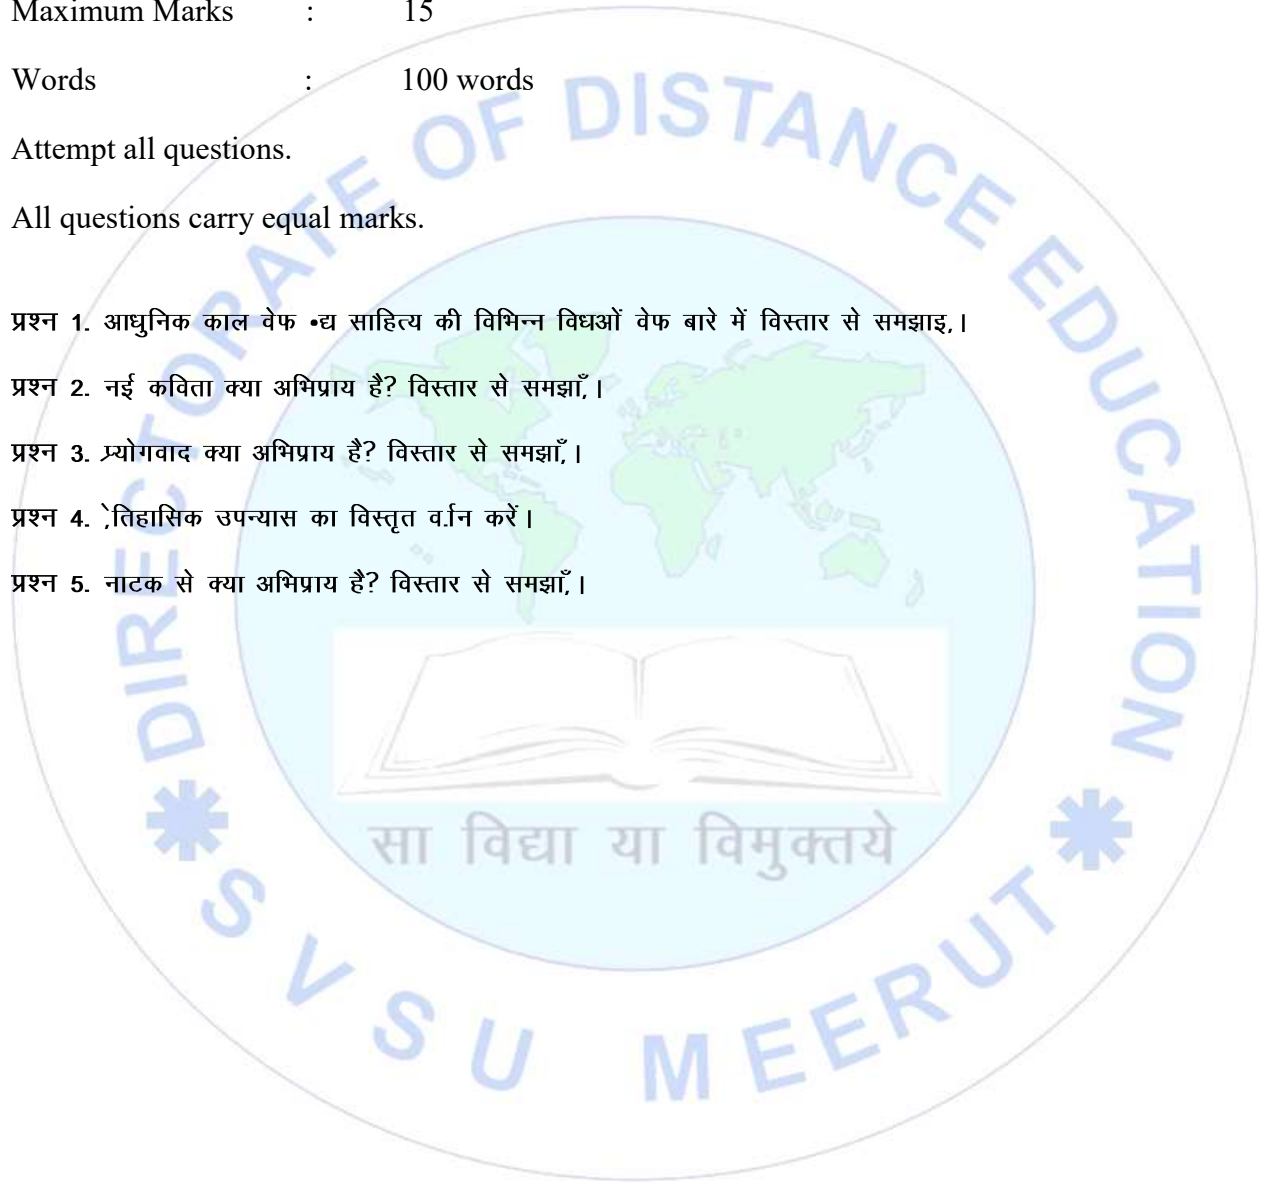 Maximum Marks : 15
Words : 100 words
Attempt all questions.
All questions carry equal marks.
प्रश्न 1. आधुनिक काल वेफ •द्य साहित्य की विभिन्न विधओं वेफ बारे में विस्तार से समझाइ,।
प्रश्न 2. नई कविता क्या अभिप्राय है? विस्तार से समझाँ,।
प्रश्न 3. प्र्योगवाद क्या अभिप्राय है? विस्तार से समझाँ,।
प्रश्न 4. ,ेतिहासिक उपन्यास का विस्तृत व.र्ान करें।
प्रश्न 5. नाटक से क्या अभिप्राय है? विस्तार से समझाँ,।
DIRECTORATE OF DISTANCE EDUCATION
सा विद्या या विमुक्तये
SVSU MEERUT